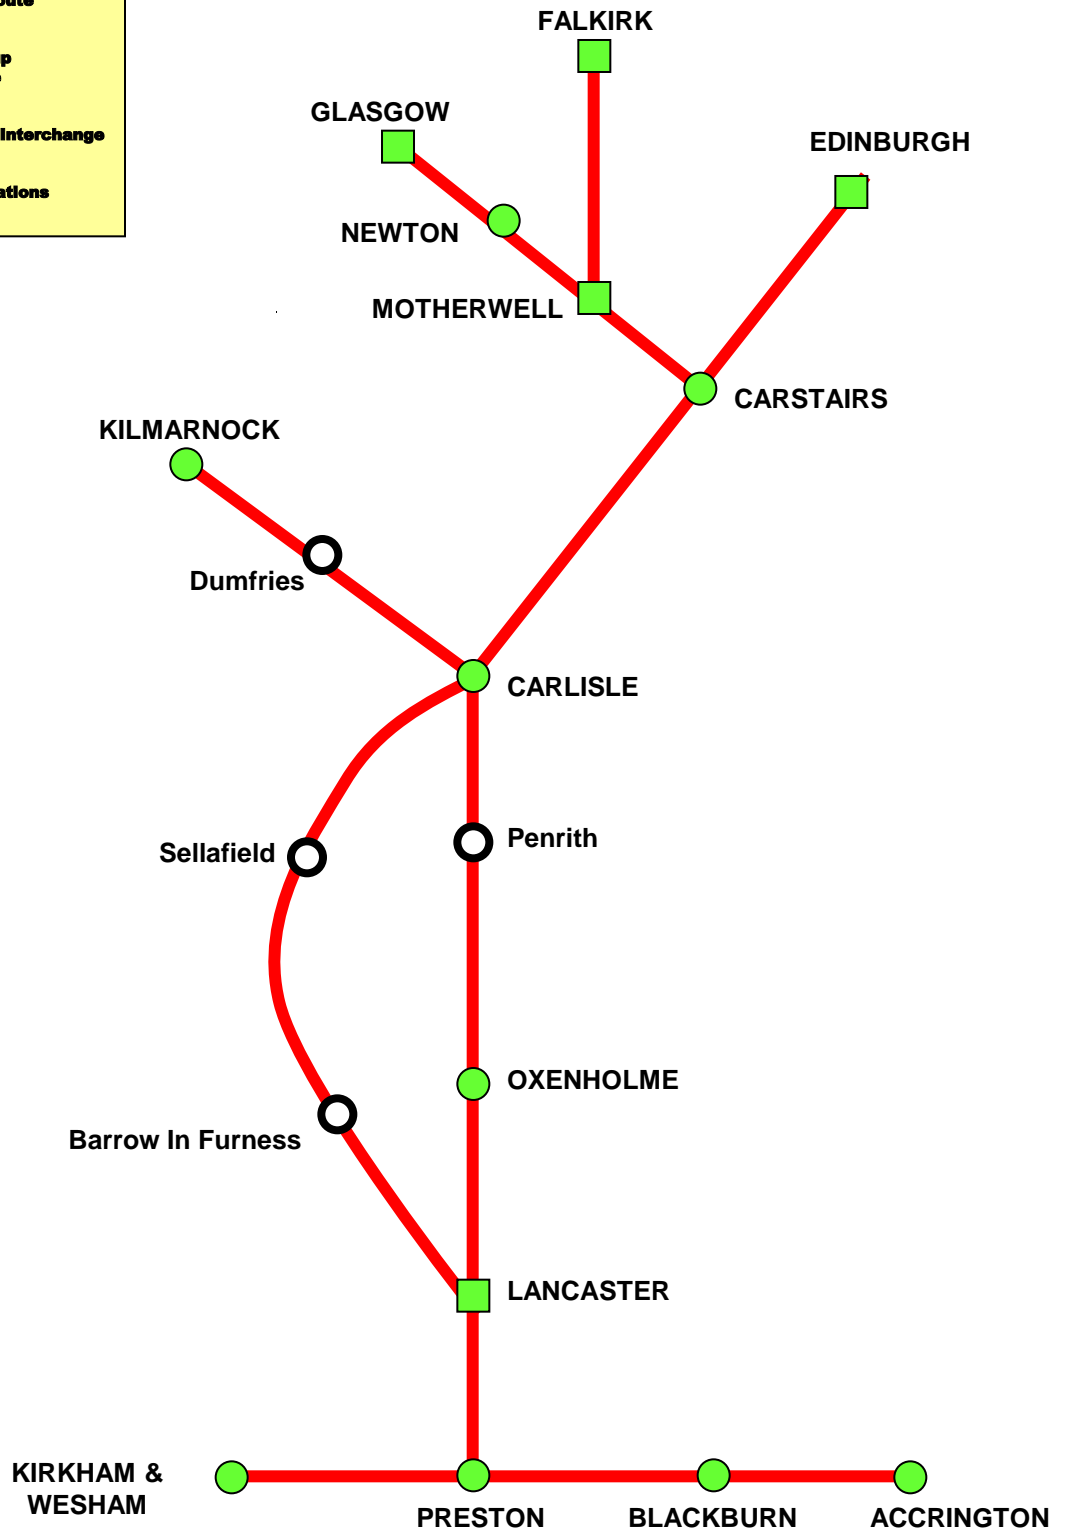 Interchange
FALKIRK
GLASGOW
EDINBURGH
NEWTON
MOTHERWELL
CARSTAIRS
KILMARNOCK
Dumfries
CARLISLE
Sellafield
Penrith
OXENHOLME
Barrow In Furness
LANCASTER
KIRKHAM &
WESHAM
PRESTON
BLACKBURN
ACCRINGTON